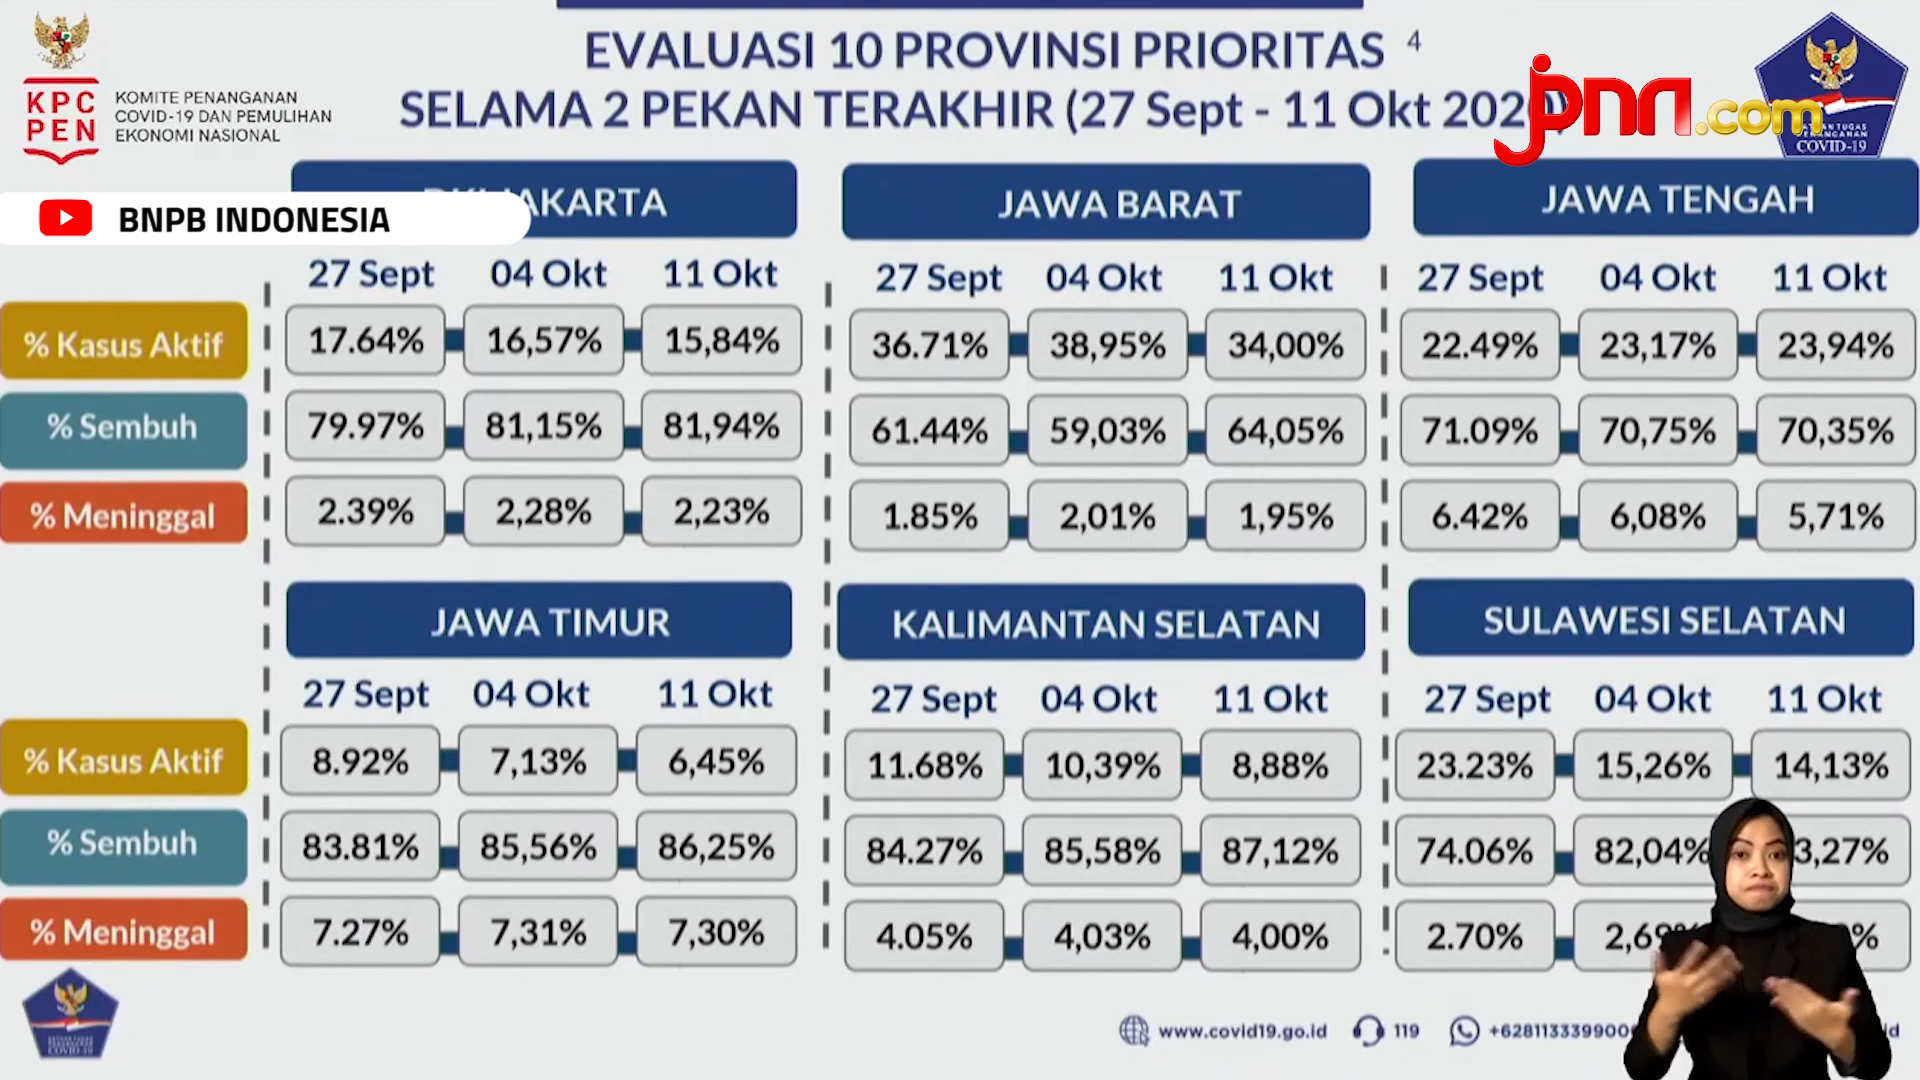 EVALUASI 10 PROVINSI PRIORITAS 4
SELAMA 2 PEKAN TERAKHIR (27 Sept - 11 Okt 2020)
KPC
PEN
KOMITE PENANGANAN
COVID-19 DAN PEMULIHAN
EKONOMI NASIONAL
jpnn.com
PENANGANAN
COVID-19
BNPB INDONESIA
JAKARTA
JAWA BARAT
JAWA TENGAH
27 Sept 04 Okt 11 Okt
27 Sept 04 Okt 11 Okt
27 Sept 04 Okt 11 Okt
% Kasus Aktif
17.64% 16,57% 15,84%
36.71% 38,95% 34,00%
22.49% 23,17% 23,94%
% Sembuh
79.97% 81,15% 81,94%
61.44% 59,03% 64,05%
71.09% 70,75% 70,35%
% Meninggal
2.39% 2,28% 2,23%
1.85% 2,01% 1,95%
6.42% 6,08% 5,71%
JAWA TIMUR
KALIMANTAN SELATAN
SULAWESI SELATAN
27 Sept 04 Okt 11 Okt
27 Sept 04 Okt 11 Okt
27 Sept 04 Okt 11 Okt
% Kasus Aktif
8.92% 7,13% 6,45%
11.68% 10,39% 8,88%
23.23% 15,26% 14,13%
% Sembuh
83.81% 85,56% 86,25%
84.27% 85,58% 87,12%
74.06% 82,04% 3,27%
% Meninggal
7.27% 7,31% 7,30%
4.05% 4,03% 4,00%
2.70%
COVID-19
www.covid19.go.id 119